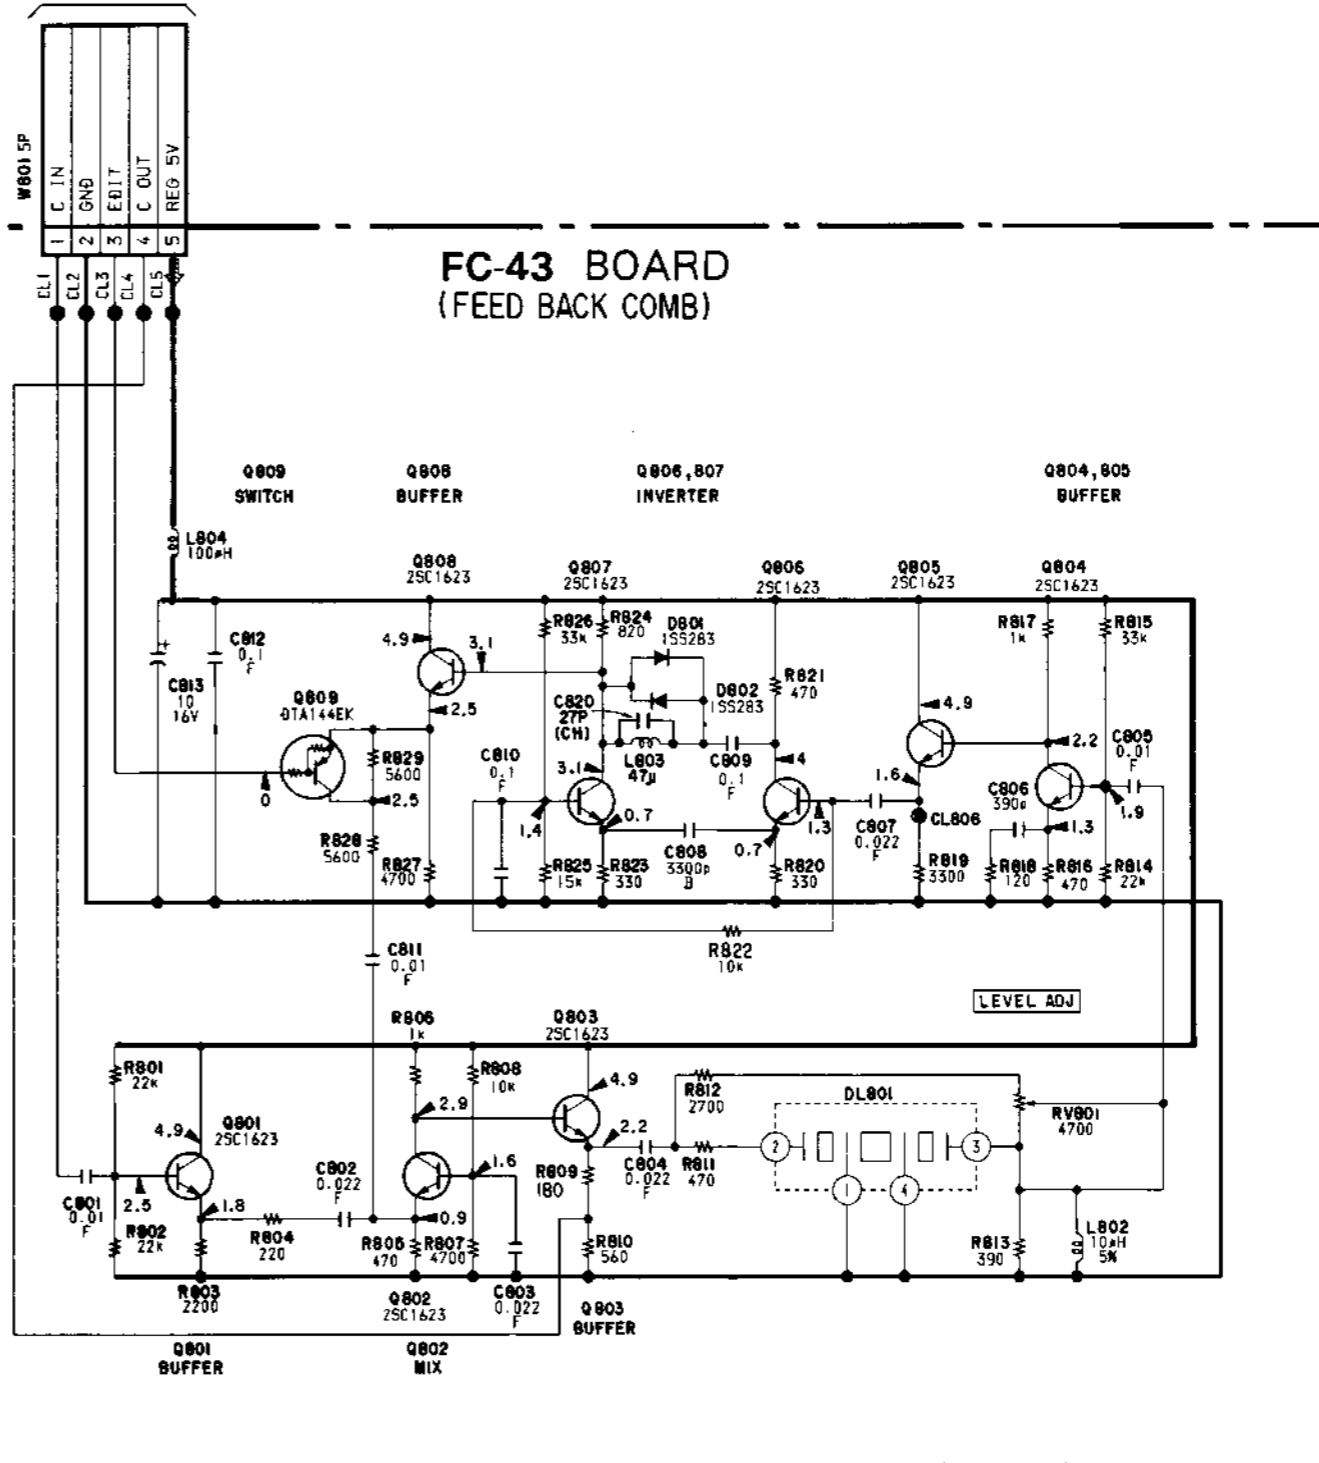 W801 5P
C IN
GND
EDIT
C OUT
REG 5V
1
2
3
4
5
CL1
CL2
CL3
CL4
CL5
FC-43 BOARD
(FEED BACK COMB)
Q809
SWITCH
Q808
BUFFER
Q806,807
INVERTER
Q804,805
BUFFER
L804
100µH
Q808
2SC1623
Q807
2SC1623
Q806
2SC1623
Q805
2SC1623
Q804
2SC1623
C812
0.1
F
C813
10
16V
+
Q809
DTA144EK
0
4.9
3.1
2.5
R829
5600
2.5
R828
5600
R827
4700
C810
0.1
F
R826
33k
R824
820
D801
1SS283
D802
1SS283
C820
27P
(CH)
L803
47µ
C809
0.1
F
3.1
1.4
0.7
R825
15k
R823
330
C808
3300p
B
0.7
R821
470
4
1.3
R820
330
R822
10k
C807
0.022
F
4.9
1.6
CL806
R819
3300
R817
1k
R815
33k
2.2
C805
0.01
F
C806
390p
1.3
1.9
R818
120
R816
470
R814
22k
C811
0.01
F
LEVEL ADJ
R801
22k
Q801
2SC1623
4.9
C801
0.01
F
2.5
R802
22k
1.8
R803
2200
R804
220
C802
0.022
F
R806
1k
R808
10k
2.9
1.6
0.9
R805
470
R807
4700
Q802
2SC1623
C803
0.022
F
Q803
2SC1623
4.9
2.2
R809
180
R810
560
C804
0.022
F
R812
2700
R811
470
DL801
2
3
1
4
RV801
4700
R813
390
L802
10µH
5%
Q803
BUFFER
Q801
BUFFER
Q802
MIX